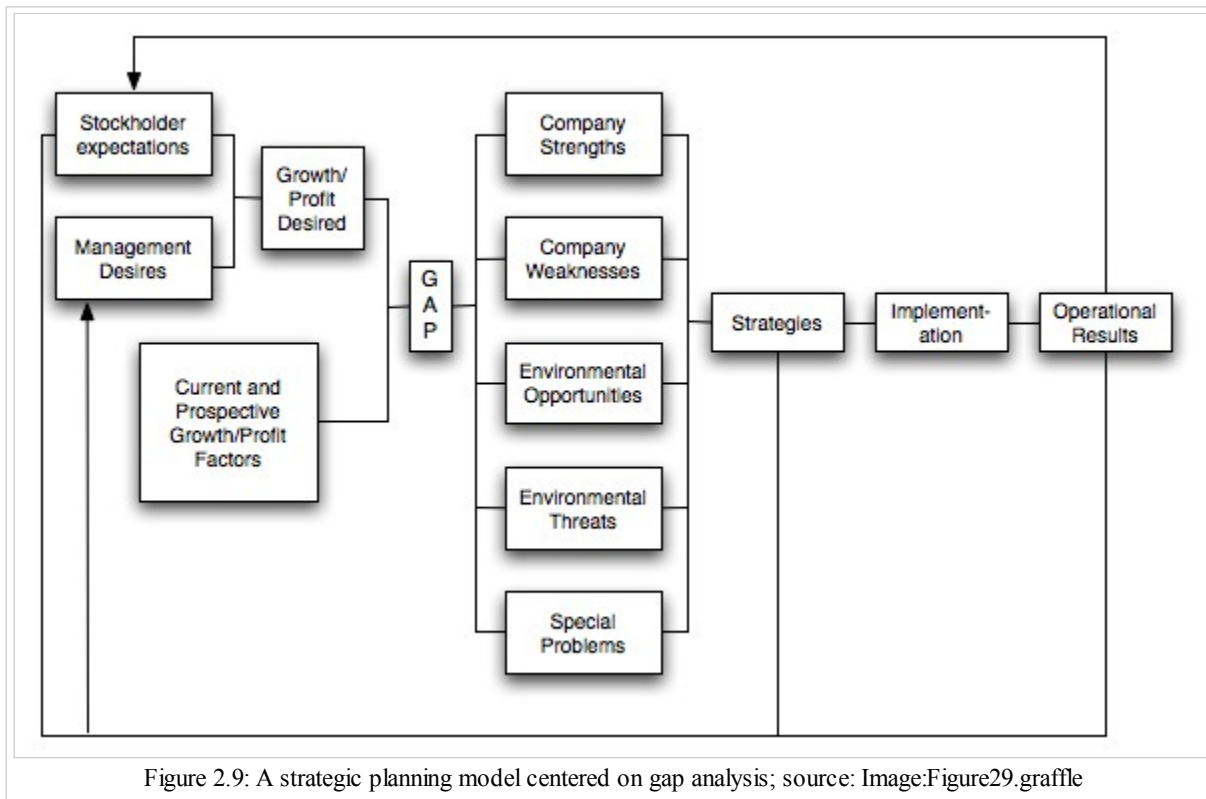 Stockholder
expectations
Management
Desires
Growth/
Profit
Desired
Current and
Prospective
Growth/Profit
Factors
G
A
P
Company
Strengths
Company
Weaknesses
Environmental
Opportunities
Environmental
Threats
Special
Problems
Strategies
Implement-
ation
Operational
Results
Figure 2.9: A strategic planning model centered on gap analysis; source: Image:Figure29.graffle